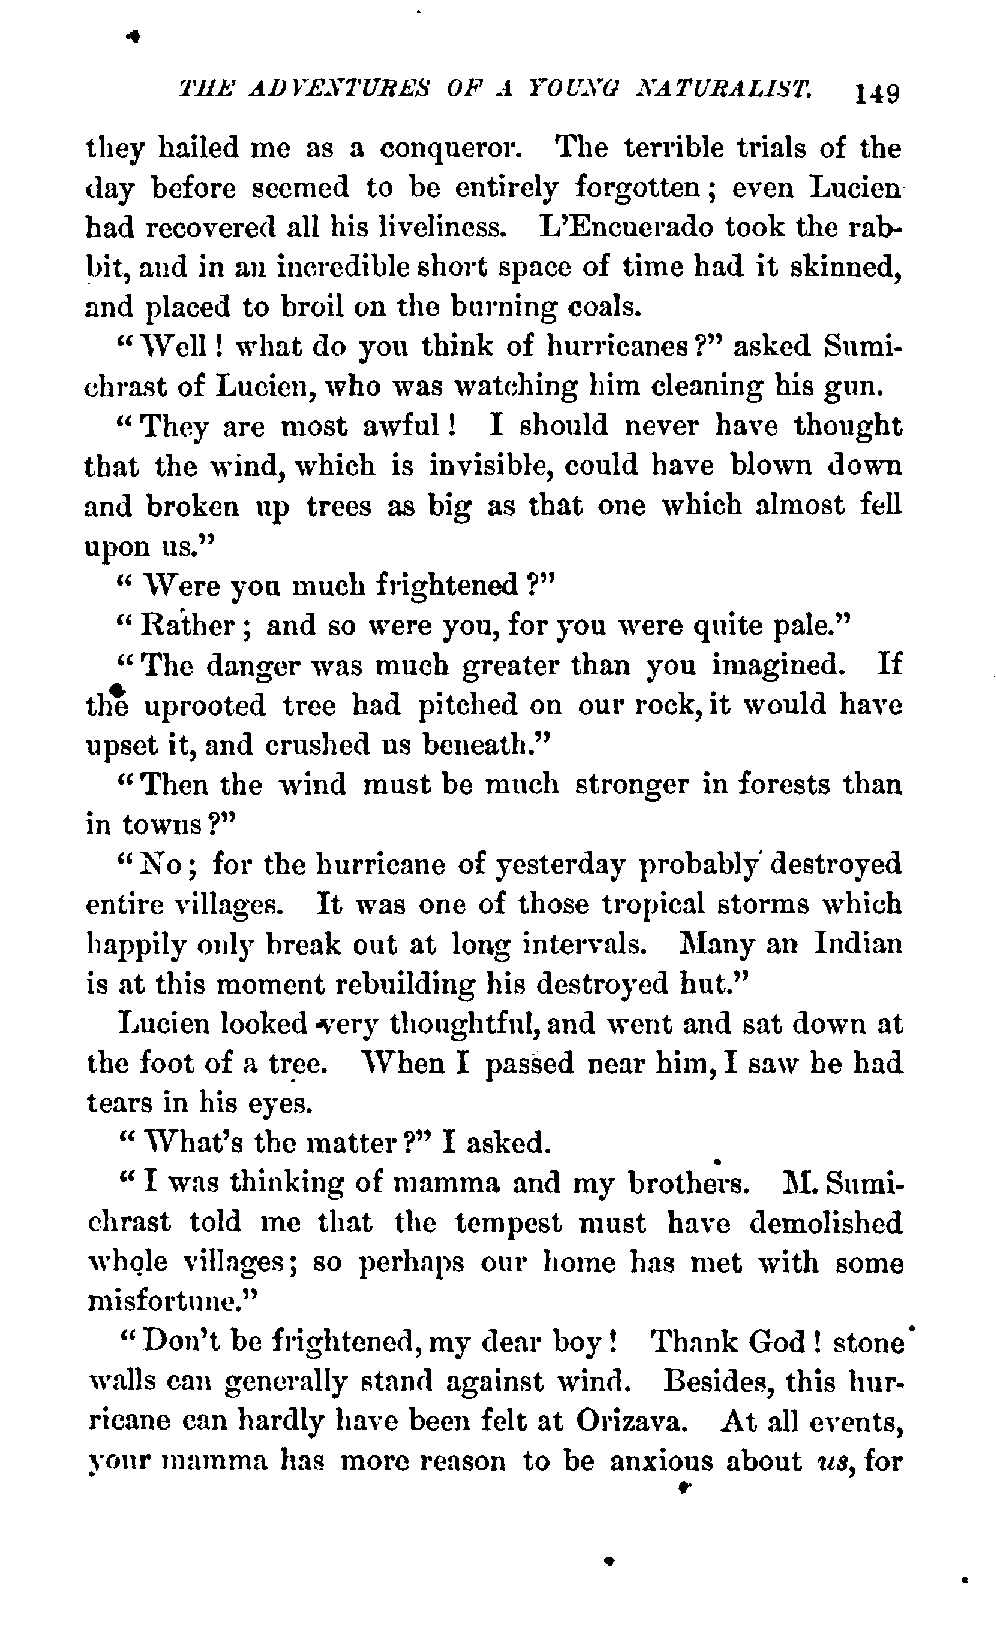 THE ADVENTURES OF A YOUNG NATURALIST. 149
they hailed me as a conqueror. The terrible trials of the
day before seemed to be entirely forgotten; even Lucien
had recovered all his liveliness. L'Encuerado took the rab-
bit, and in an incredible short space of time had it skinned,
and placed to broil on the burning coals.
"Well! what do you think of hurricanes?" asked Sumi-
chrast of Lucien, who was watching him cleaning his gun.
"They are most awful! I should never have thought
that the wind, which is invisible, could have blown down
and broken up trees as big as that one which almost fell
upon us."
"Were you much frightened?"
"Rather; and so were you, for you were quite pale."
"The danger was much greater than you imagined. If
the uprooted tree had pitched on our rock, it would have
upset it, and crushed us beneath."
"Then the wind must be much stronger in forests than
in towns?"
"No; for the hurricane of yesterday probably destroyed
entire villages. It was one of those tropical storms which
happily only break out at long intervals. Many an Indian
is at this moment rebuilding his destroyed hut."
Lucien looked very thoughtful, and went and sat down at
the foot of a tree. When I passed near him, I saw he had
tears in his eyes.
"What's the matter?" I asked.
"I was thinking of mamma and my brothers. M. Sumi-
chrast told me that the tempest must have demolished
whole villages; so perhaps our home has met with some
misfortune."
"Don't be frightened, my dear boy! Thank God! stone
walls can generally stand against wind. Besides, this hur-
ricane can hardly have been felt at Orizava. At all events,
your mamma has more reason to be anxious about us, for